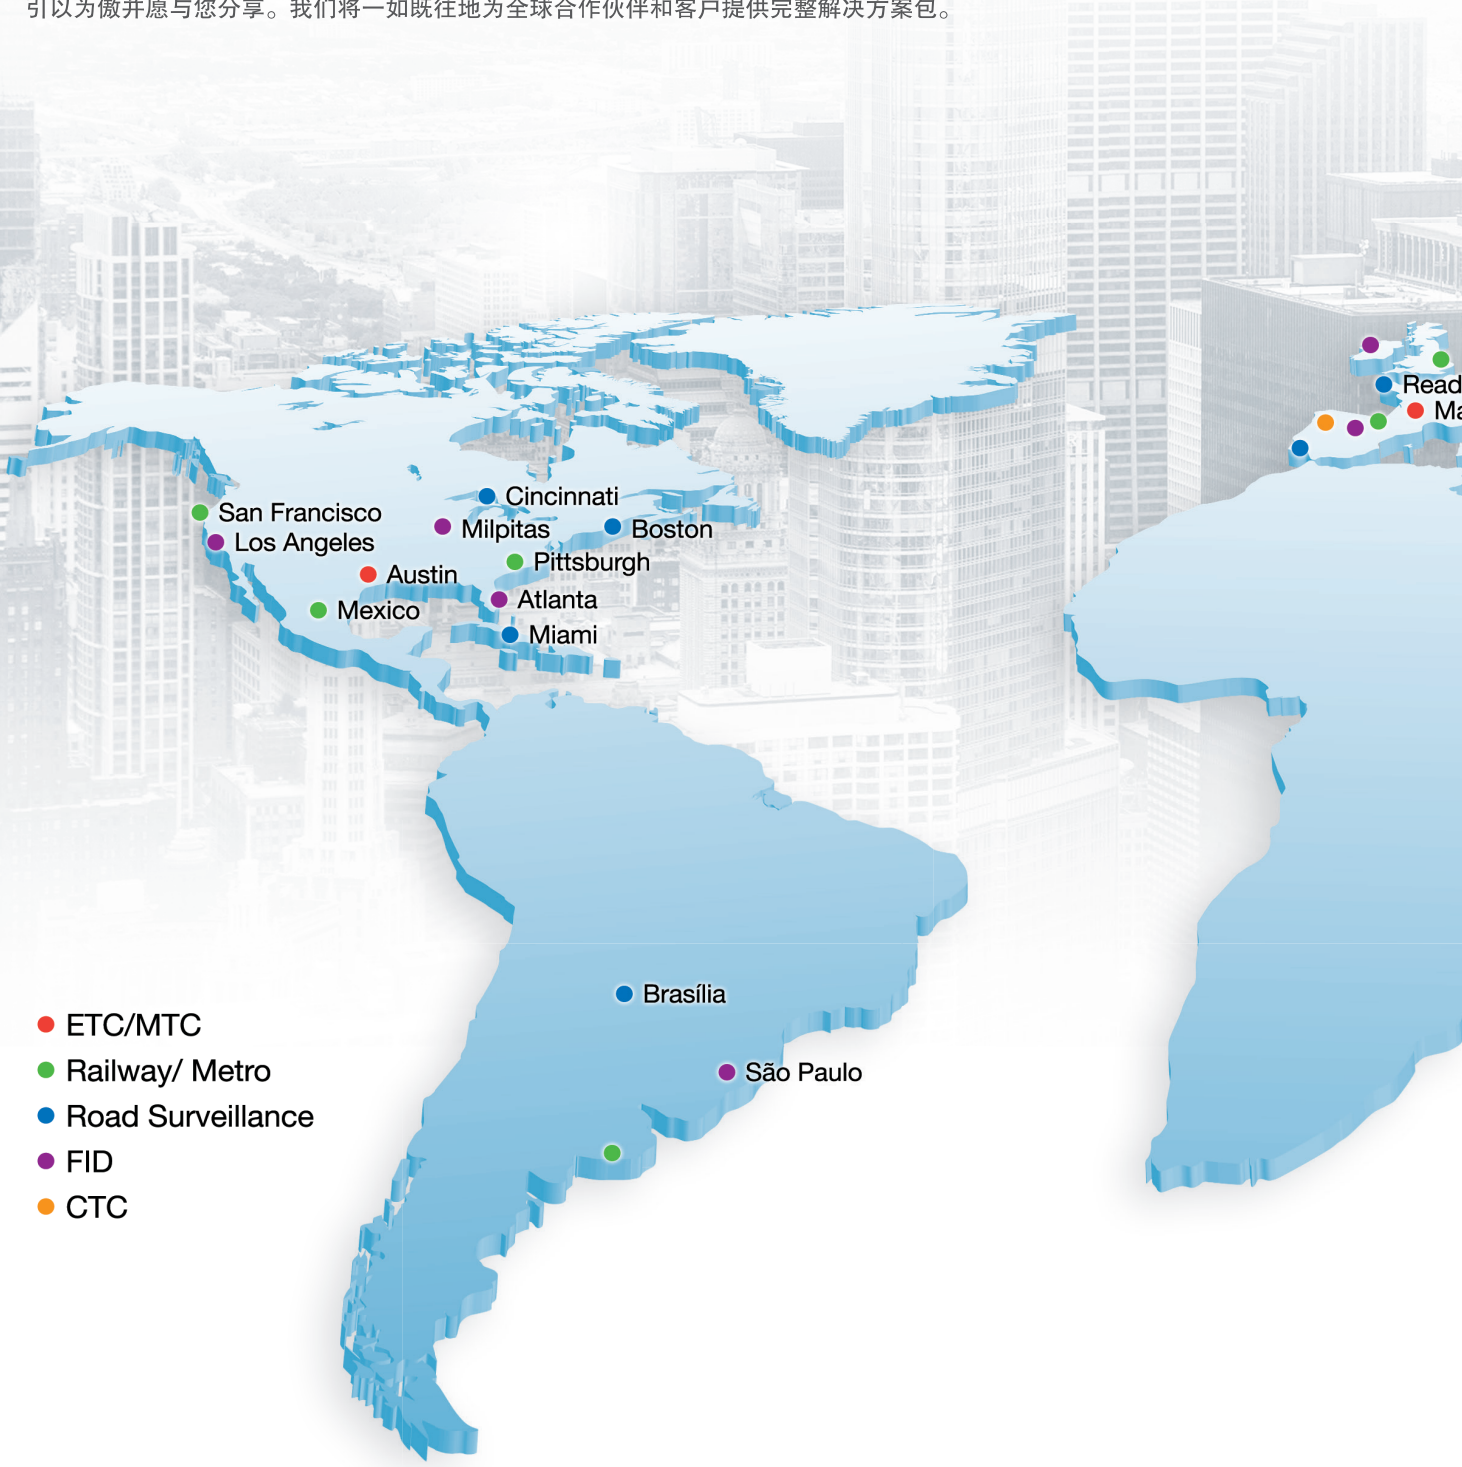 引以为傲并愿与您分享。我们将一如既往地为全球合作伙伴和客户提供完整解决方案包。
Read
Ma
Cincinnati
San Francisco
Milpitas
Boston
Los Angeles
Pittsburgh
Austin
Atlanta
Mexico
Miami
Brasília
São Paulo
ETC/MTC
Railway/ Metro
Road Surveillance
FID
CTC